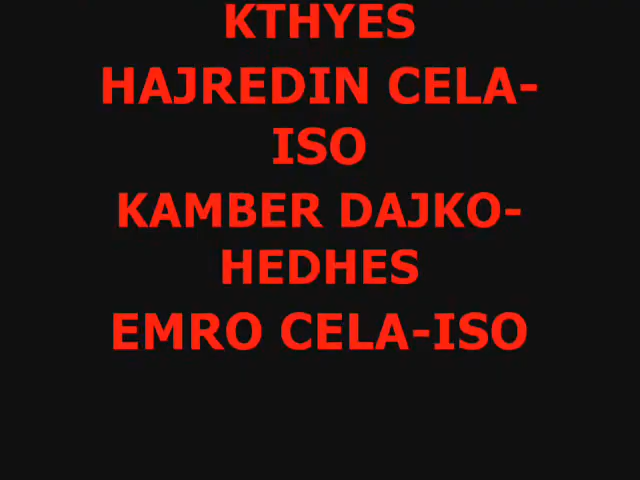 KTHYES
HAJREDIN CELA-
ISO
KAMBER DAJKO-
HEDHES
EMRO CELA-ISO